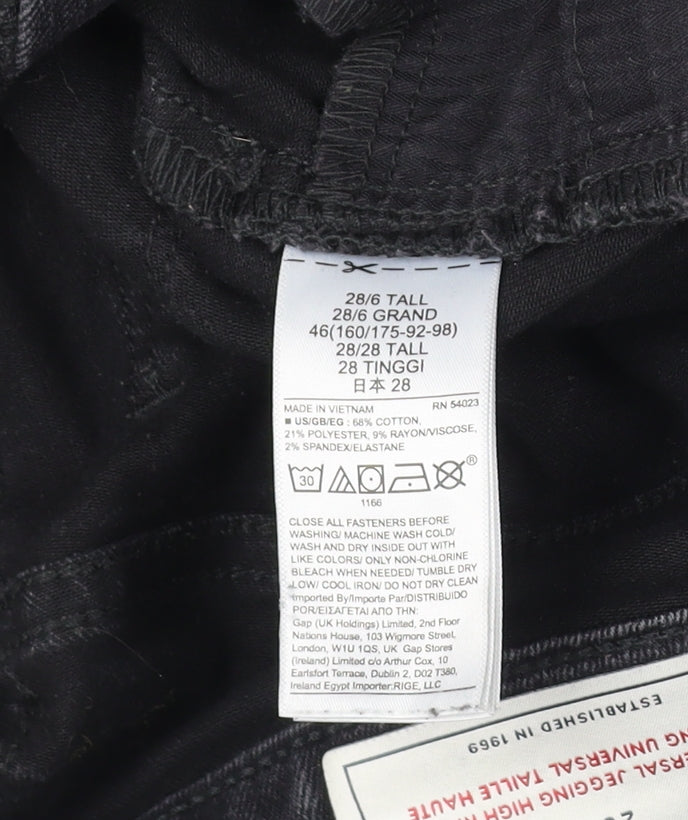 28/6 TALL
28/6 GRAND
46(160/175-92-98)
28/28 TALL
28 TINGGI
日本 28
MADE IN VIETNAM RN 54023
■ US/GB/EG : 68% COTTON,
21% POLYESTER, 9% RAYON/VISCOSE,
2% SPANDEX/ELASTANE
30
®
1166
CLOSE ALL FASTENERS BEFORE
WASHING/ MACHINE WASH COLD/
WASH AND DRY INSIDE OUT WITH
LIKE COLORS/ ONLY NON-CHLORINE
BLEACH WHEN NEEDED/ TUMBLE DRY
LOW/ COOL IRON/ DO NOT DRY CLEAN
Imported By/Importe Par/DISTRIBUIDO
POR/ΕΙΣΑΓΕΤΑΙ ΑΠΟ ΤΗΝ:
Gap (UK Holdings) Limited, 2nd Floor
Nations House, 103 Wigmore Street,
London, W1U 1QS, UK Gap Stores
(Ireland) Limited c/o Arthur Cox, 10
Earlsfort Terrace, Dublin 2, D02 T380,
Ireland Egypt Importer:RIGE, LLC
ESTABLISHED IN 1969
JEGGING HIGH
UNIVERSAL TAILLE HAUTE